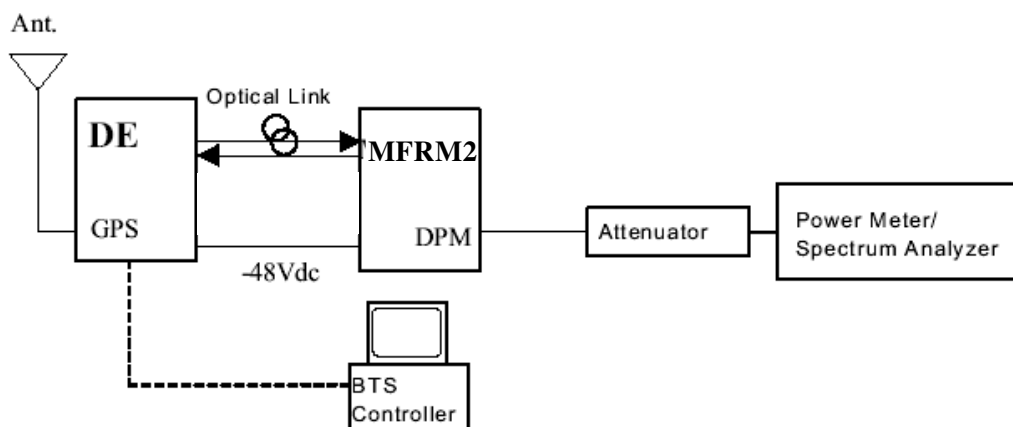 Ant.
Optical Link
DE
MFRM2
GPS
DPM
-48Vdc
Attenuator
Power Meter/
Spectrum Analyzer
BTS
Controller